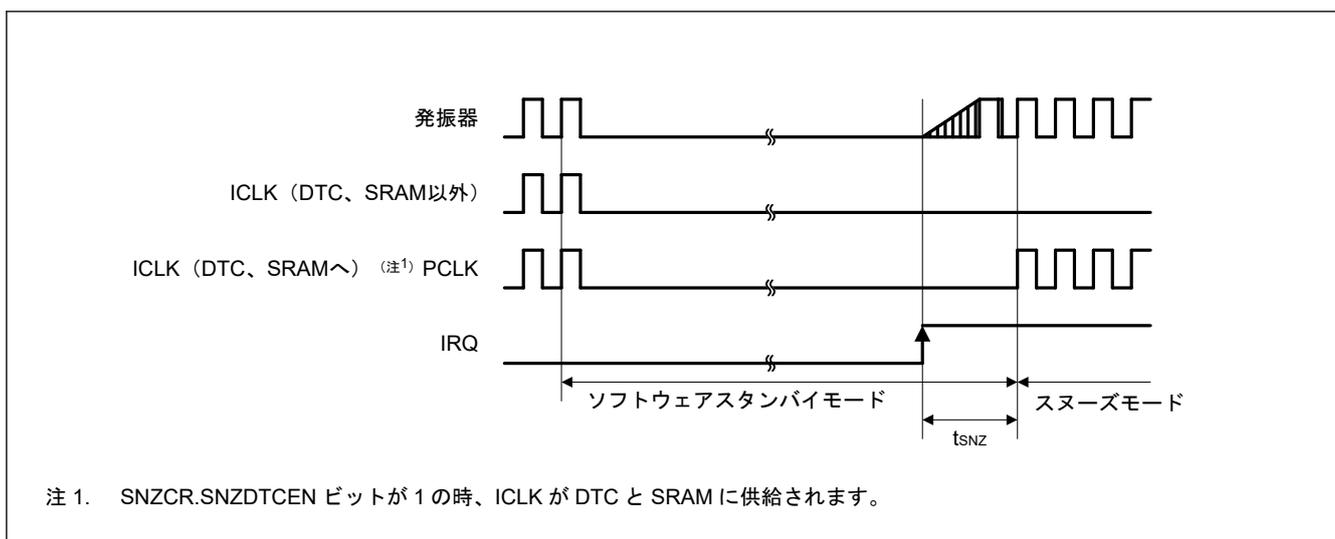 発振器
ICLK（DTC、SRAM以外）
ICLK（DTC、SRAMへ）（注1）PCLK
IRQ
ソフトウェアスタンバイモード
スヌーズモード
tSNZ
注 1. SNZCR.SNZDTCEN ビットが 1 の時、ICLK が DTC と SRAM に供給されます。